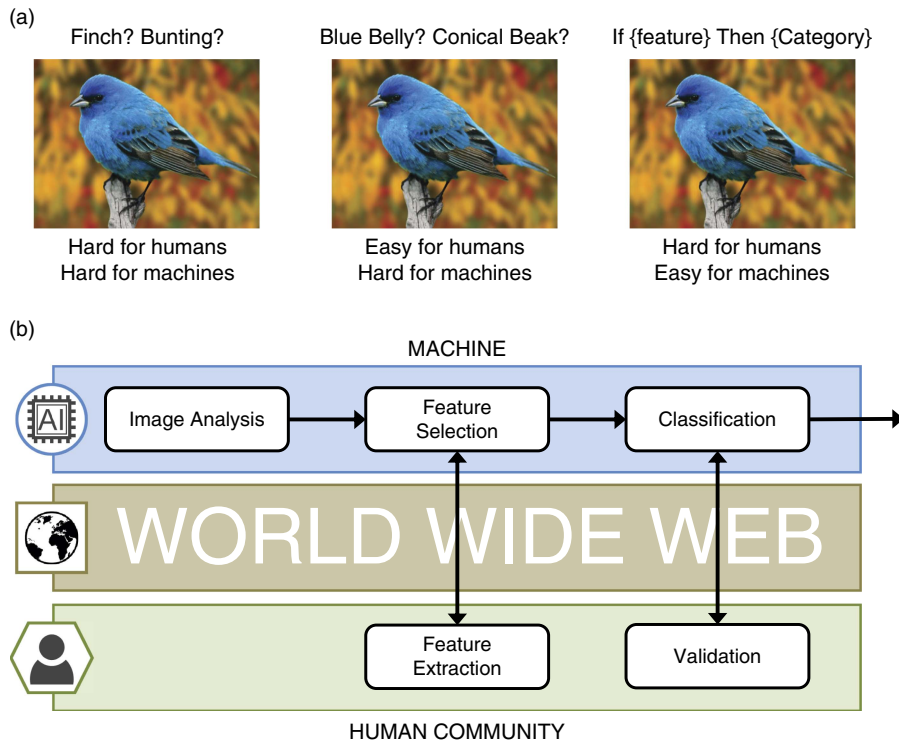 (a)
Finch? Bunting?
Blue Belly? Conical Beak?
If {feature} Then {Category}
Hard for humans
Hard for machines
Easy for humans
Hard for machines
Hard for humans
Easy for machines
(b)
MACHINE
AI
Image Analysis
Feature
Selection
Classification
WORLD WIDE WEB
Feature
Extraction
Validation
HUMAN COMMUNITY